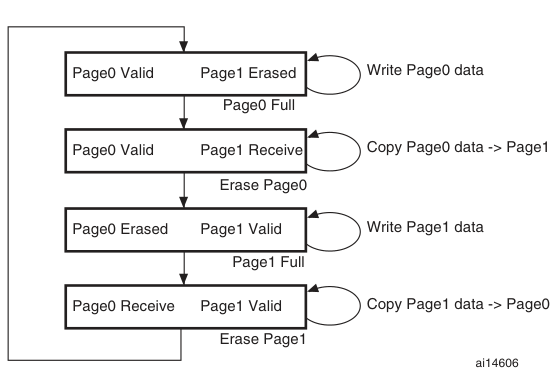 Page0 Valid Page1 Erased
Write Page0 data
Page0 Full
Page0 Valid Page1 Receive
Copy Page0 data -> Page1
Erase Page0
Page0 Erased Page1 Valid
Write Page1 data
Page1 Full
Page0 Receive Page1 Valid
Copy Page1 data -> Page0
Erase Page1
ai14606